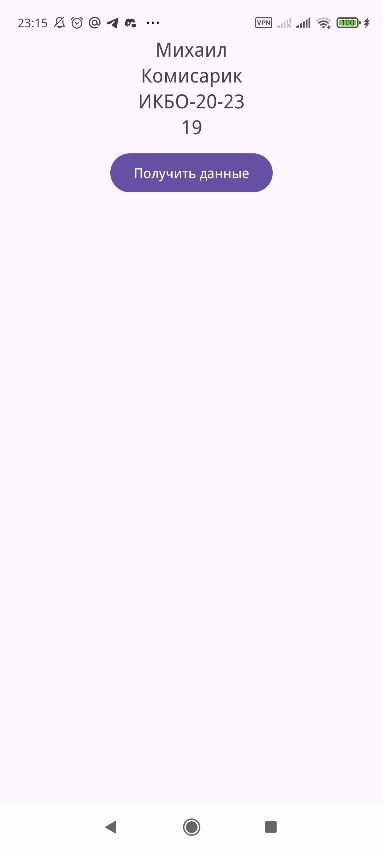 23:15
VPN
100
Михаил
Комисарик
ИКБО-20-23
19
Получить данные